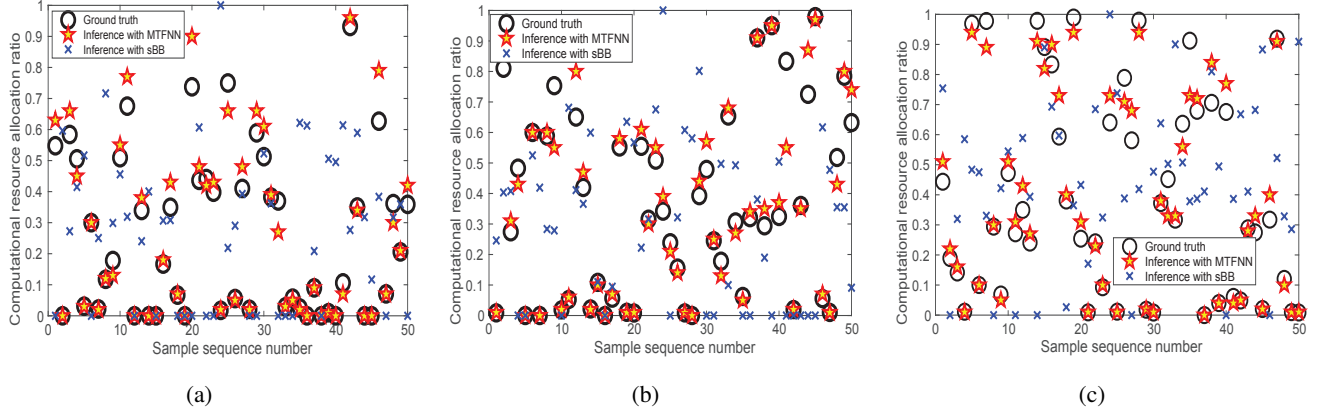 Computational resource allocation ratio
1
0.9
0.8
0.7
0.6
0.5
0.4
0.3
0.2
0.1
0
0 10 20 30 40 50
Sample sequence number
Ground truth
Inference with MTFNN
Inference with sBB
(a)
Computational resource allocation ratio
1
0.9
0.8
0.7
0.6
0.5
0.4
0.3
0.2
0.1
0
0 10 20 30 40 50
Sample sequence number
Ground truth
Inference with MTFNN
Inference with sBB
(b)
Computational resource allocation ratio
1
0.9
0.8
0.7
0.6
0.5
0.4
0.3
0.2
0.1
0
0 10 20 30 40 50
Sample sequence number
Ground truth
Inference with MTFNN
Inference with sBB
(c)